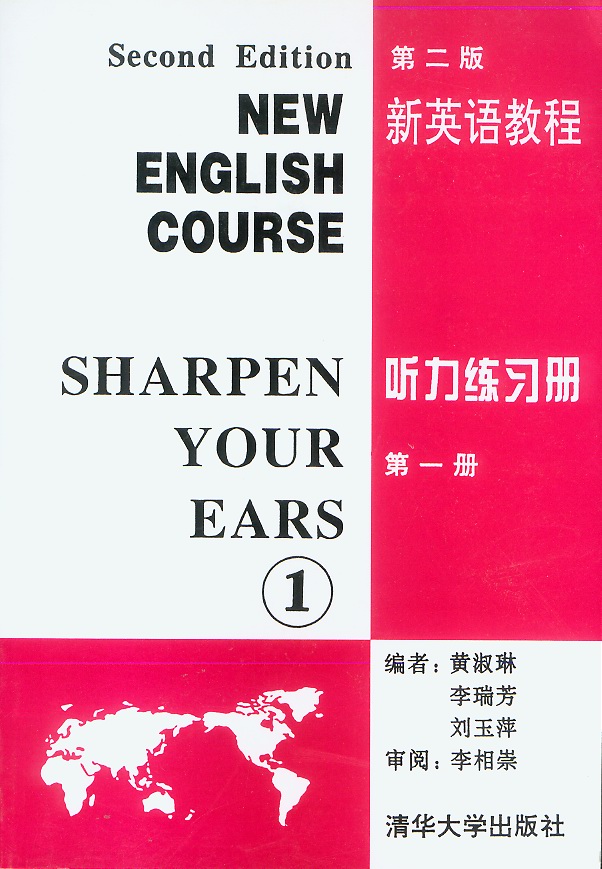 Second Edition
NEW
ENGLISH
COURSE
SHARPEN
YOUR
EARS
1
第二版
新英语教程
听力练习册
第一册
编者：黄淑琳
李瑞芳
刘玉萍
审阅：李相崇
清华大学出版社